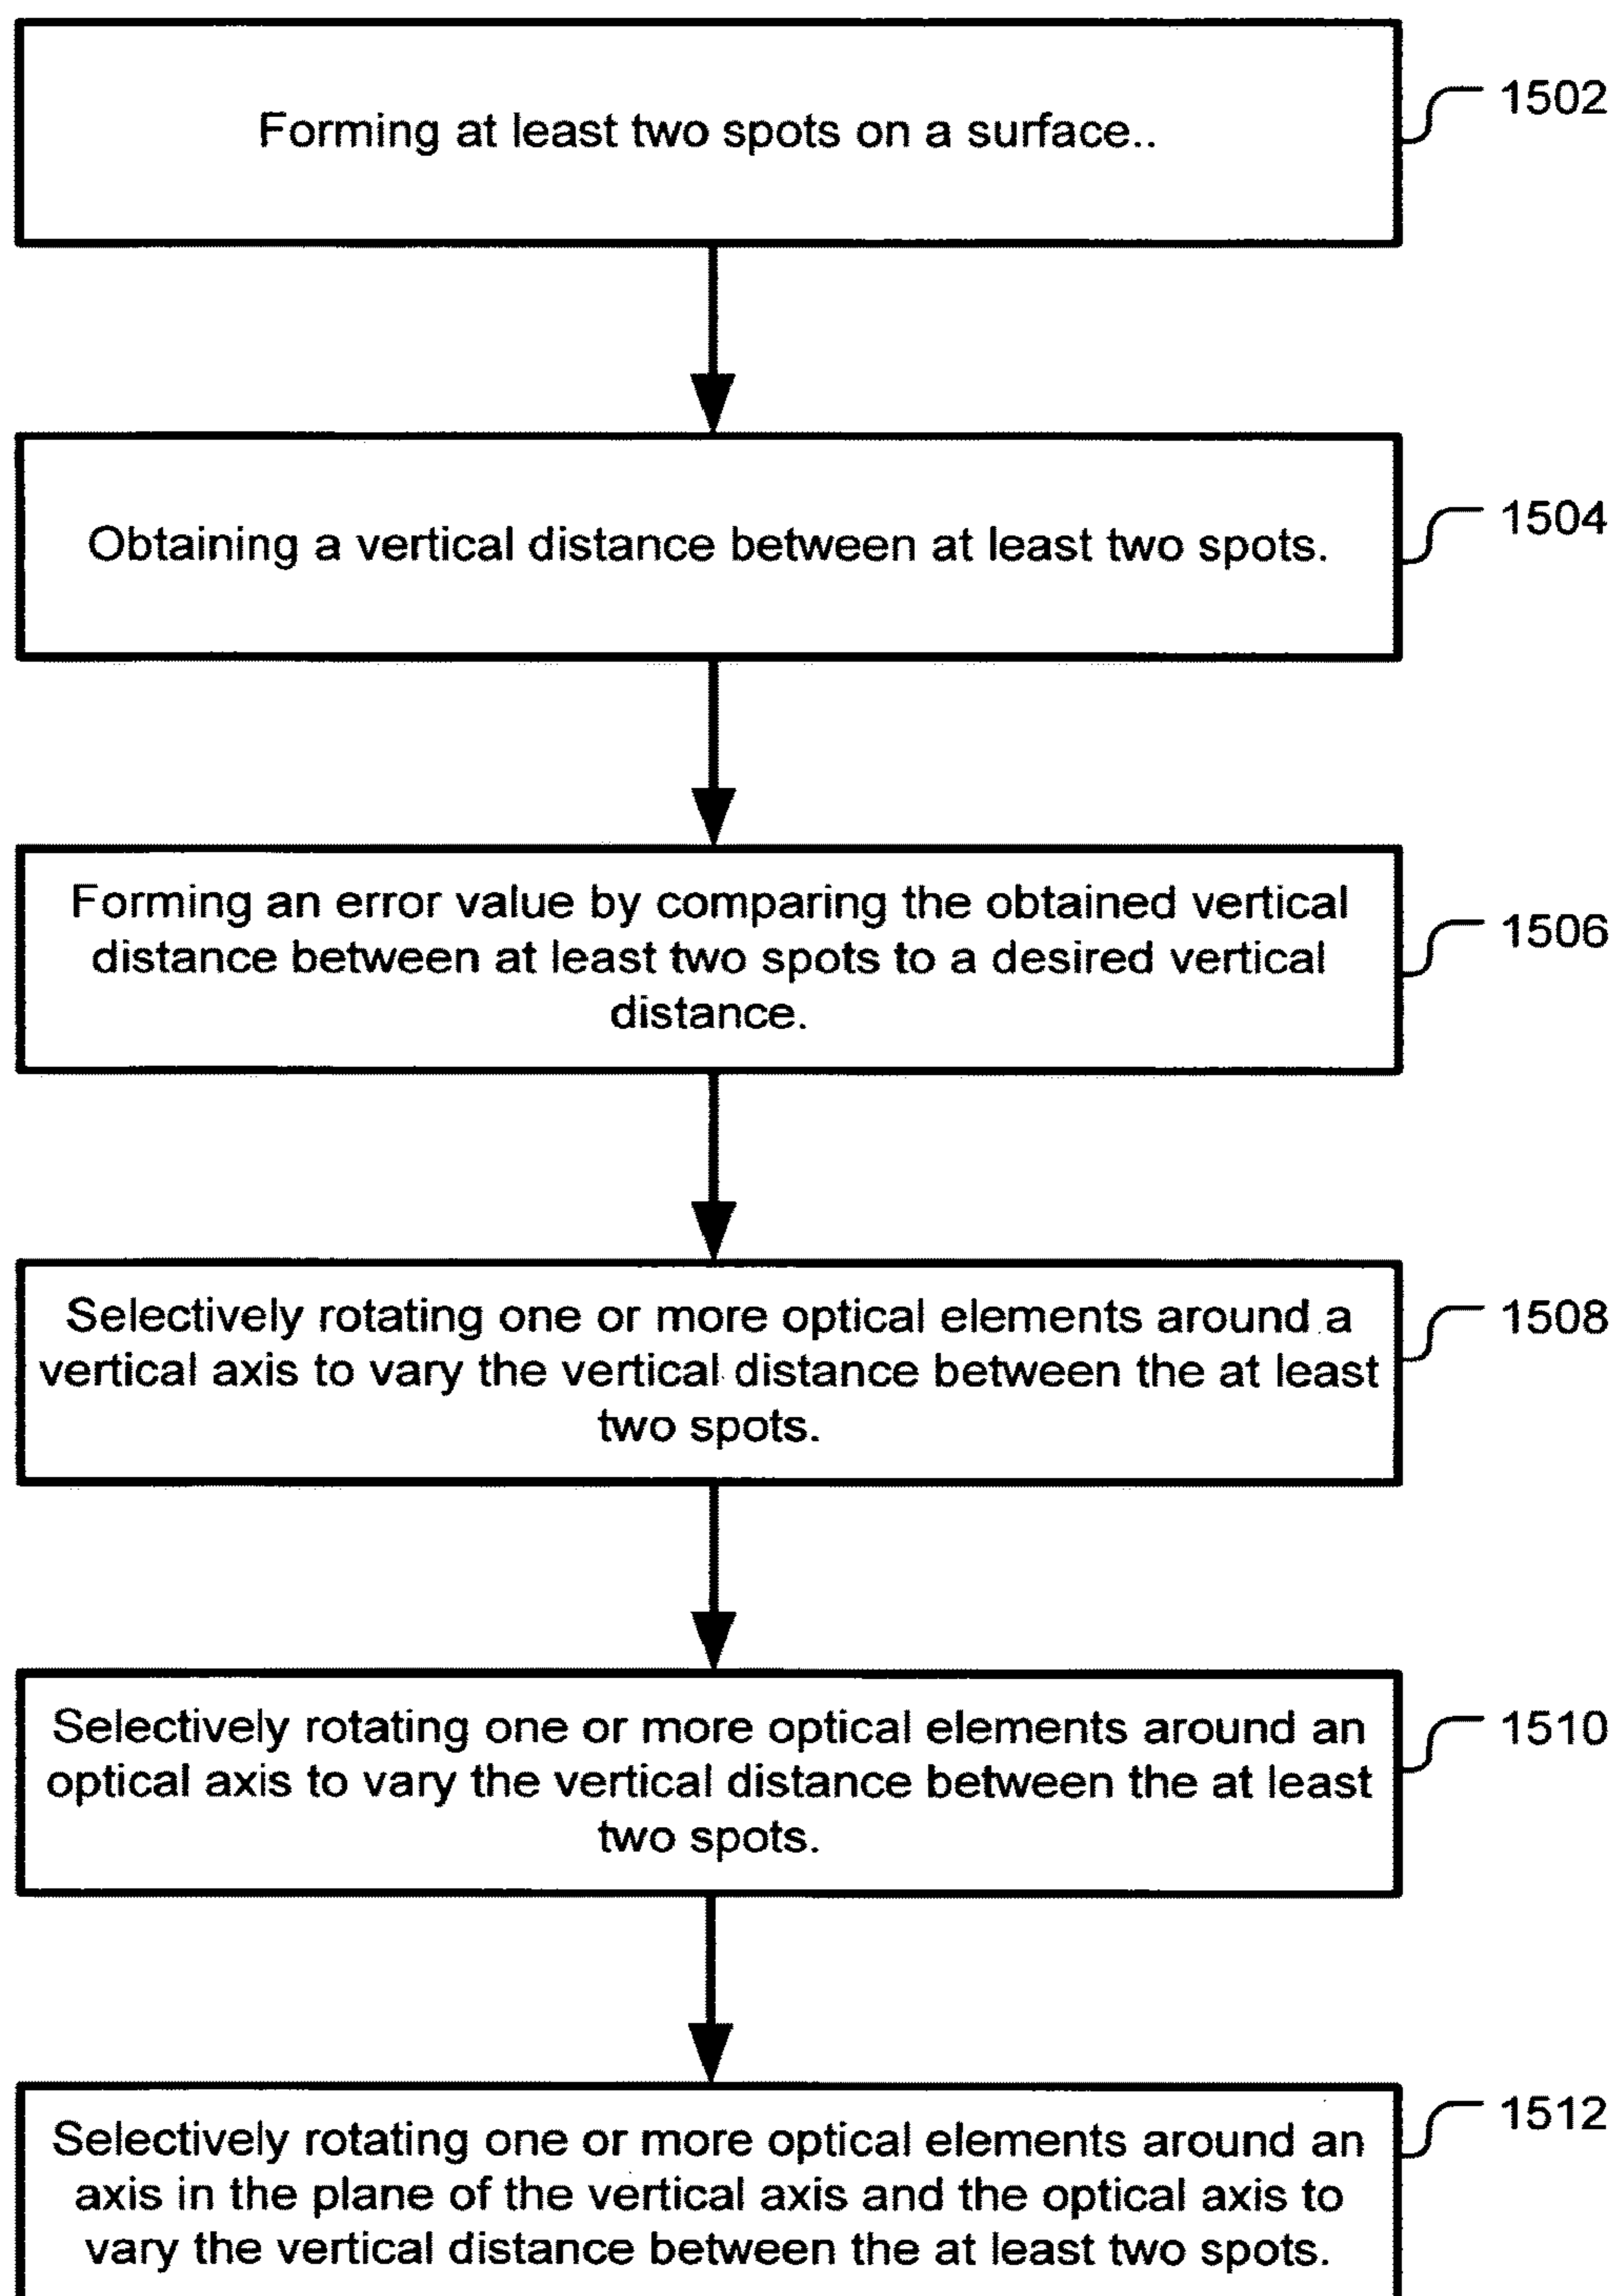 Forming at least two spots on a surface..
1502
Obtaining a vertical distance between at least two spots.
1504
Forming an error value by comparing the obtained vertical
distance between at least two spots to a desired vertical
distance.
1506
Selectively rotating one or more optical elements around a
vertical axis to vary the vertical distance between the at least
two spots.
1508
Selectively rotating one or more optical elements around an
optical axis to vary the vertical distance between the at least
two spots.
1510
Selectively rotating one or more optical elements around an
axis in the plane of the vertical axis and the optical axis to
vary the vertical distance between the at least two spots.
1512